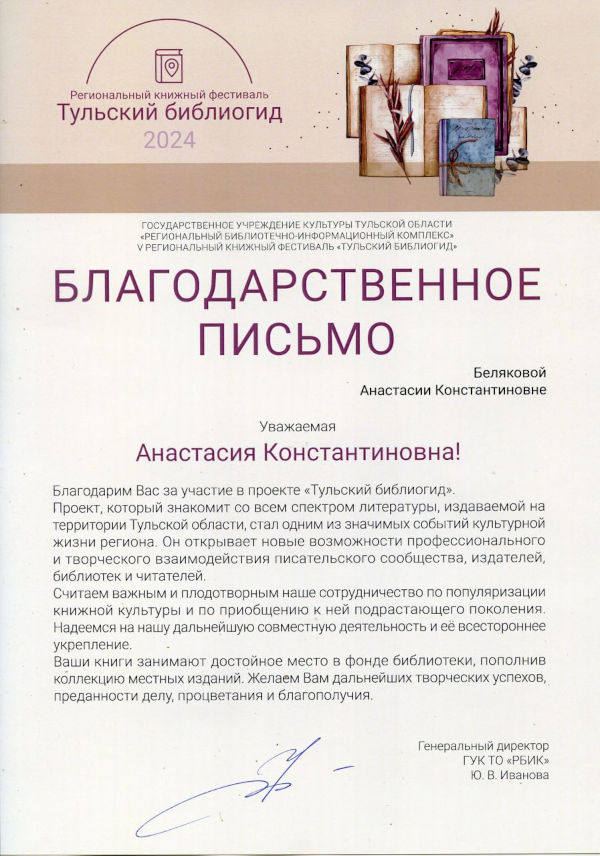 Региональный книжный фестиваль
Тульский библиогид
2024
ГОСУДАРСТВЕННОЕ УЧРЕЖДЕНИЕ КУЛЬТУРЫ ТУЛЬСКОЙ ОБЛАСТИ
«РЕГИОНАЛЬНЫЙ БИБЛИОТЕЧНО-ИНФОРМАЦИОННЫЙ КОМПЛЕКС»
V РЕГИОНАЛЬНЫЙ КНИЖНЫЙ ФЕСТИВАЛЬ «ТУЛЬСКИЙ БИБЛИОГИД»
БЛАГОДАРСТВЕННОЕ
ПИСЬМО
Беляковой
Анастасии Константиновне
Уважаемая
Анастасия Константиновна!
Благодарим Вас за участие в проекте «Тульский библиогид».
Проект, который знакомит со всем спектром литературы, издаваемой на
территории Тульской области, стал одним из значимых событий культурной
жизни региона. Он открывает новые возможности профессионального
и творческого взаимодействия писательского сообщества, издателей,
библиотек и читателей.
Считаем важным и плодотворным наше сотрудничество по популяризации
книжной культуры и по приобщению к ней подрастающего поколения.
Надеемся на нашу дальнейшую совместную деятельность и её всестороннее
укрепление.
Ваши книги занимают достойное место в фонде библиотеки, пополнив
коллекцию местных изданий. Желаем Вам дальнейших творческих успехов,
преданности делу, процветания и благополучия.
Генеральный директор
ГУК ТО «РБИК»
Ю. В. Иванова